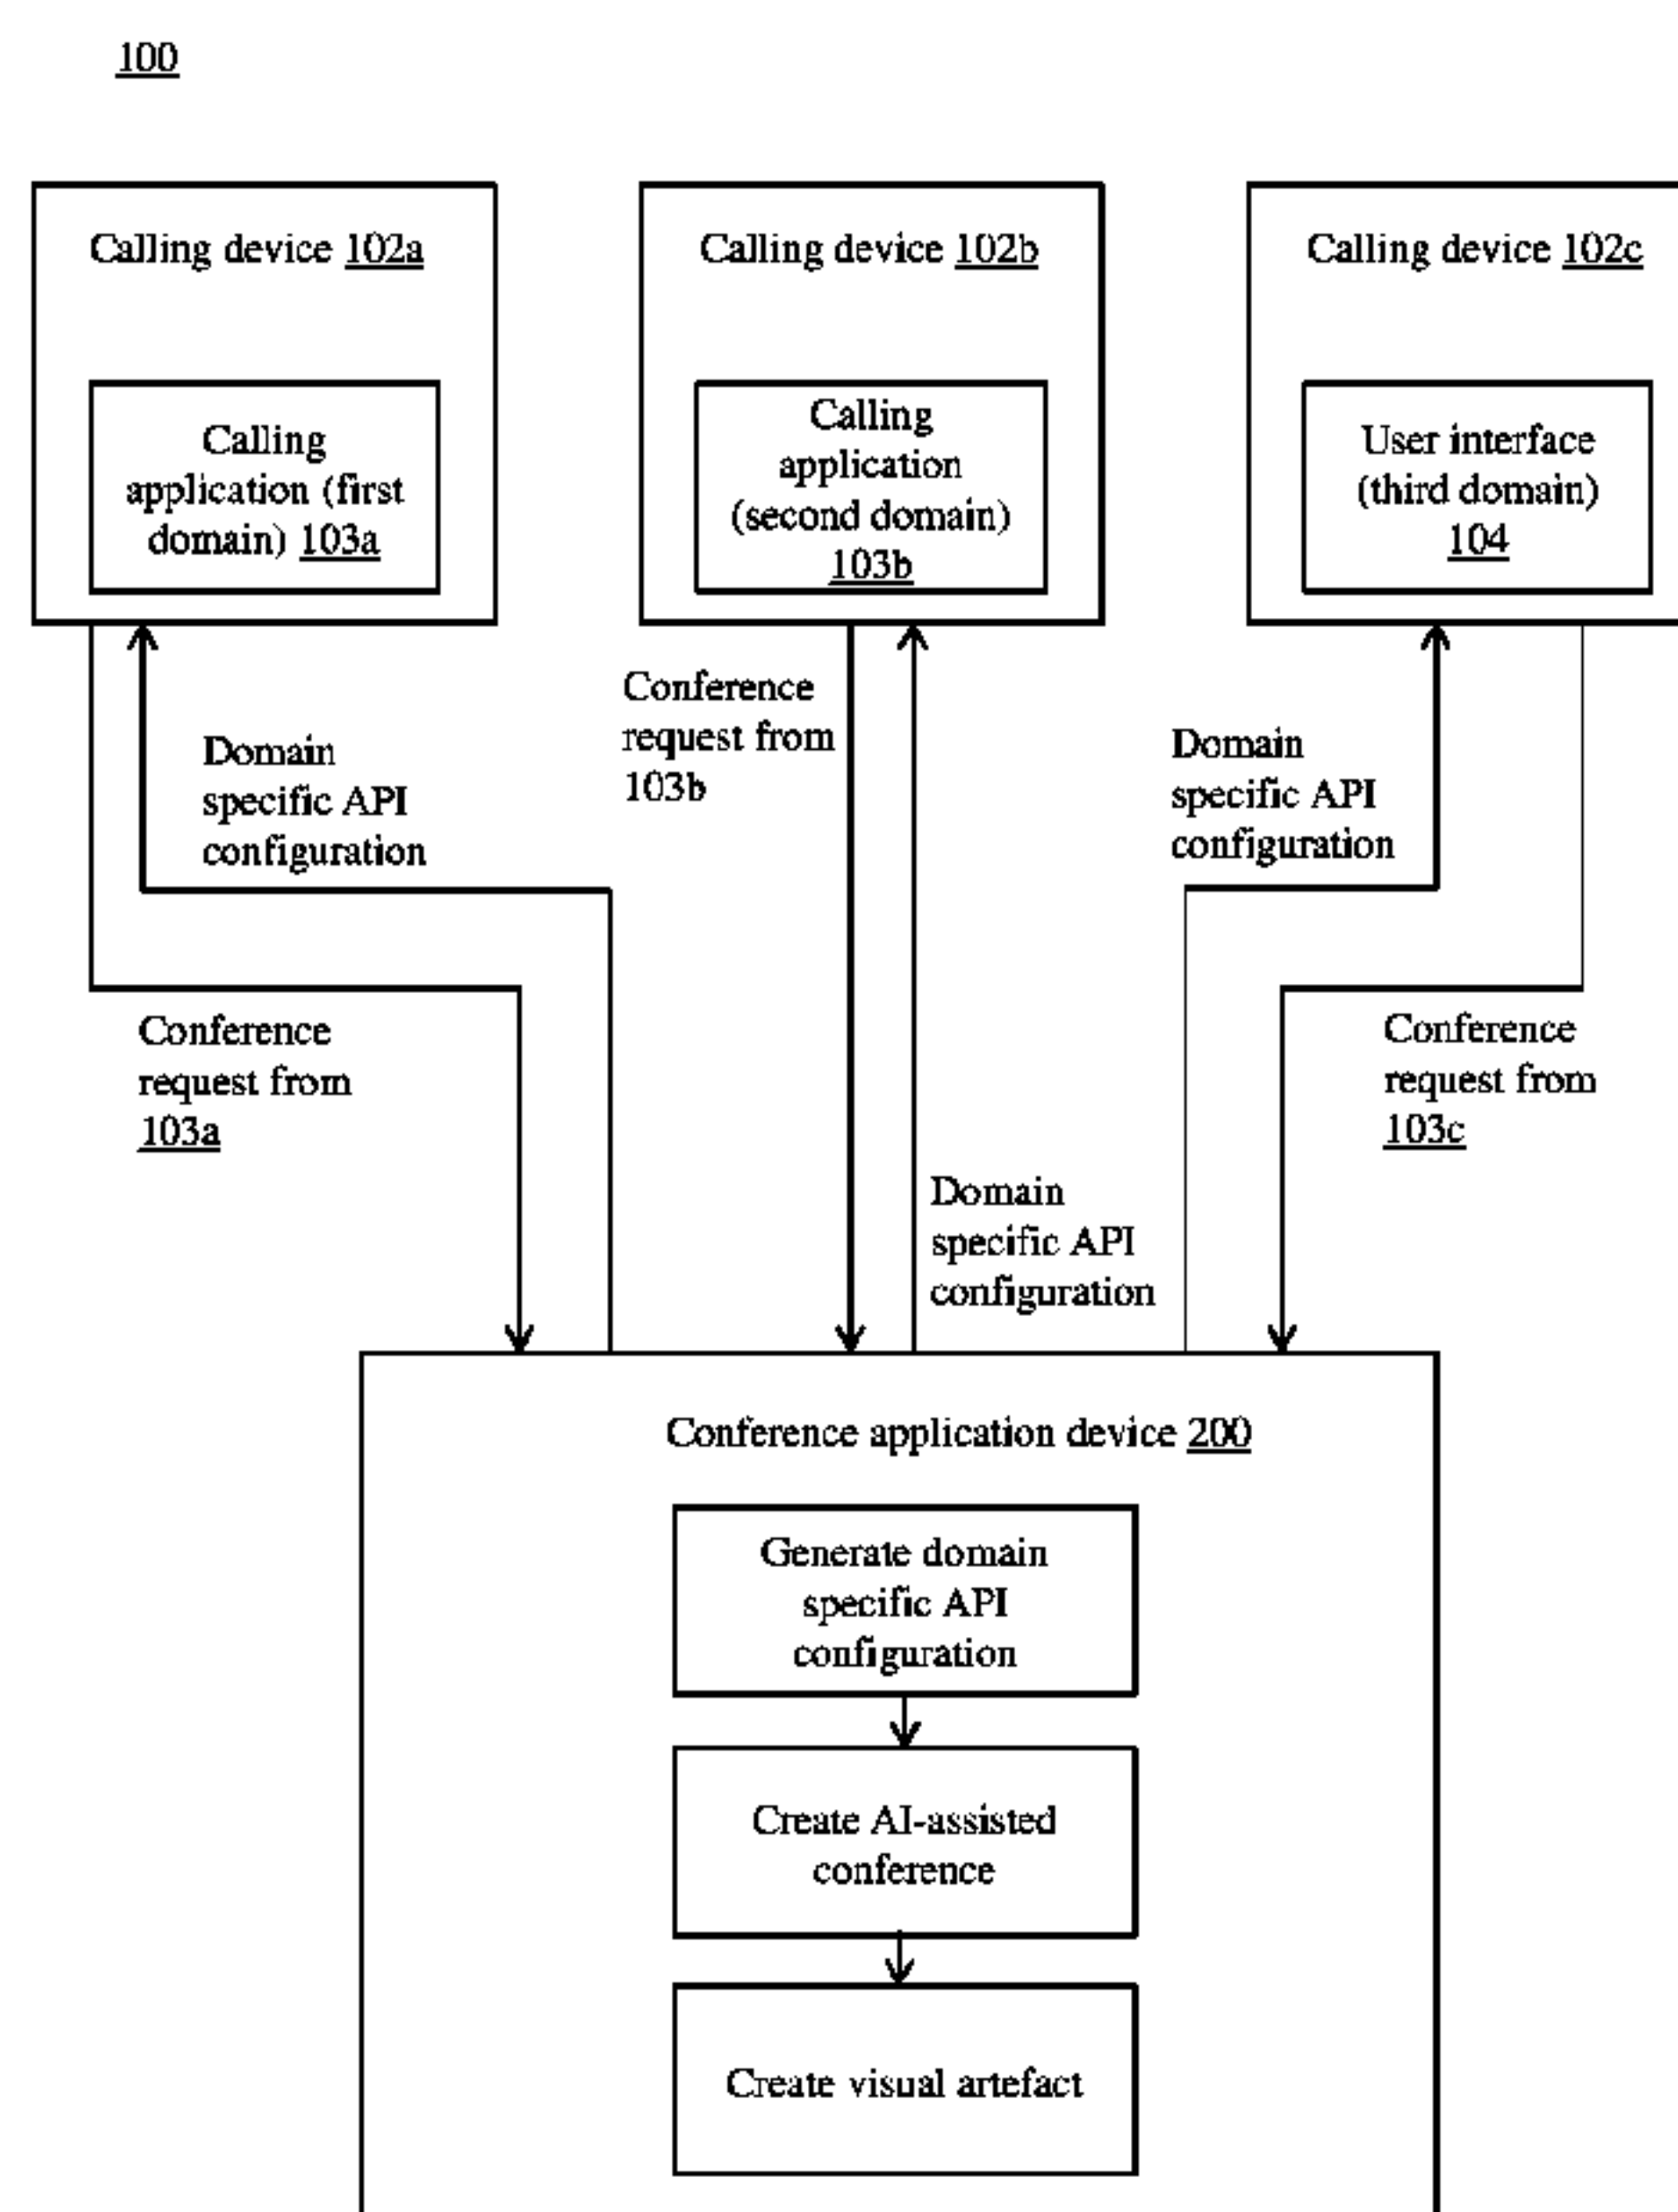 100
Calling device 102a
Calling
application (first
domain) 103a
Calling device 102b
Calling
application
(second domain)
103b
Calling device 102c
User interface
(third domain)
104
Domain
specific API
configuration
Conference
request from
103b
Domain
specific API
configuration
Conference
request from
103a
Conference
request from
103c
Domain
specific API
configuration
Conference application device 200
Generate domain
specific API
configuration
Create AI-assisted
conference
Create visual artefact